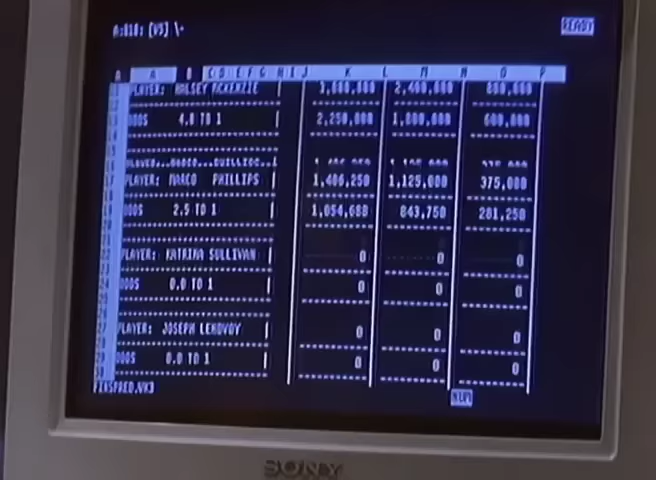 A:B18: [W5] \-
READY
A A B C D E F G H I J K L M N O P
PLAYER: HALSEY MCKENZIE 3,000,000 2,400,000 800,000
ODDS 4.0 TO 1 2,250,000 1,800,000 600,000
PLAYER: MARCO PHILLIPS 1,406,250 1,125,000 375,000
ODDS 2.5 TO 1 1,054,688 843,750 281,250
PLAYER: KATRINA SULLIVAN 0 0 0
ODDS 0.0 TO 1 0 0 0
PLAYER: JOSEPH LEHOVOY 0 0 0
ODDS 0.0 TO 1 0 0 0
NUM
SONY